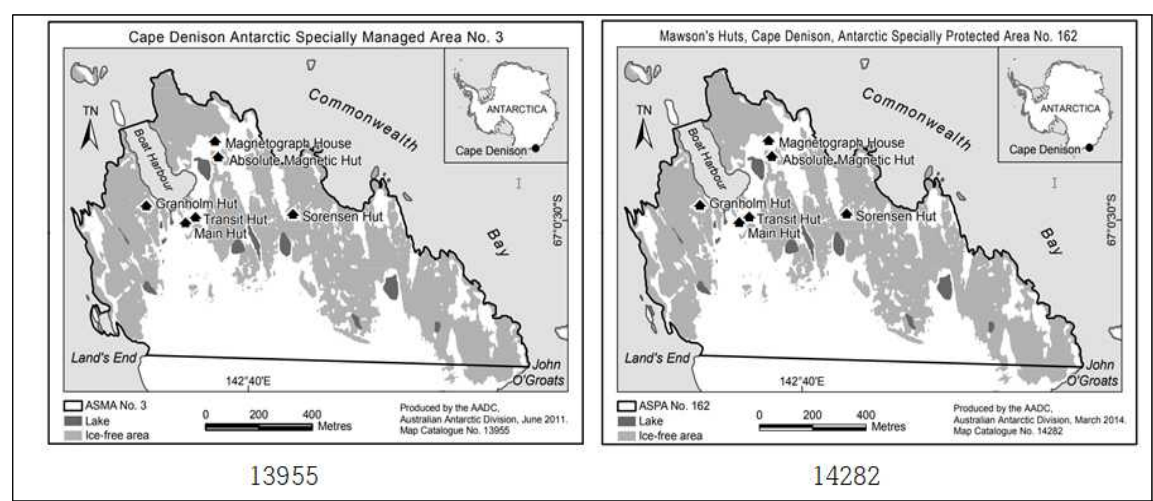 Cape Denison Antarctic Specially Managed Area No. 3
TN
Commonwealth
Bay
ANTARCTICA
Cape Denison
Boat Harbour
Magnetograph House
Absolute Magnetic Hut
Granholm Hut
Transit Hut
Main Hut
Sorensen Hut
67°0'30"S
Land's End
John
O'Groats
142°40'E
ASMA No. 3
Lake
Ice-free area
0 200 400
Metres
Produced by the AADC,
Australian Antarctic Division, June 2011.
Map Catalogue No. 13955
13955
Mawson's Huts, Cape Denison, Antarctic Specially Protected Area No. 162
TN
Commonwealth
Bay
ANTARCTICA
Cape Denison
Boat Harbour
Magnetograph House
Absolute Magnetic Hut
Granholm Hut
Transit Hut
Main Hut
Sorensen Hut
67°0'30"S
Land's End
John
O'Groats
142°40'E
ASPA No. 162
Lake
Ice-free area
0 200 400
Metres
Produced by the AADC,
Australian Antarctic Division, March 2014.
Map Catalogue No. 14282
14282